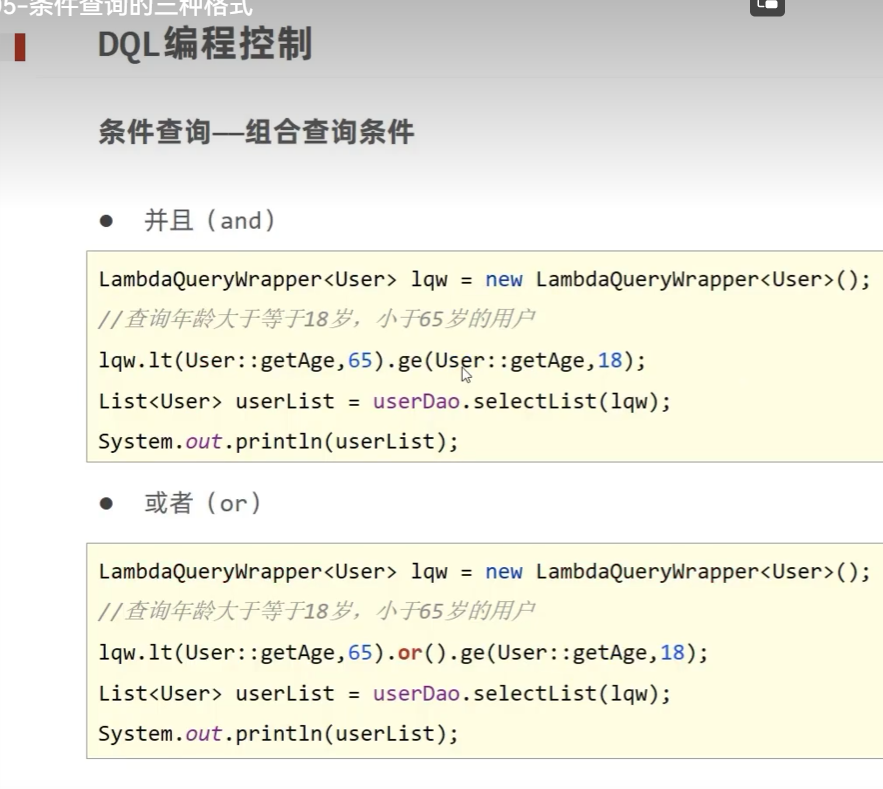 05-条件查询的三种格式
DQL编程控制
条件查询——组合查询条件
● 并且（and）
LambdaQueryWrapper<User> lqw = new LambdaQueryWrapper<User>();
//查询年龄大于等于18岁，小于65岁的用户
lqw.lt(User::getAge,65).ge(User::getAge,18);
List<User> userList = userDao.selectList(lqw);
System.out.println(userList);
● 或者（or）
LambdaQueryWrapper<User> lqw = new LambdaQueryWrapper<User>();
//查询年龄大于等于18岁，小于65岁的用户
lqw.lt(User::getAge,65).or().ge(User::getAge,18);
List<User> userList = userDao.selectList(lqw);
System.out.println(userList);